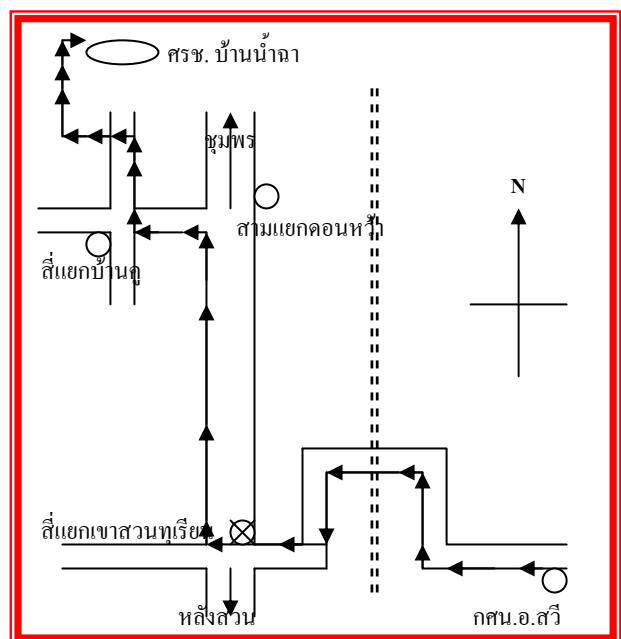 ศรช. บ้านน้ำฉา
ชุมพร
N
สามแยกดอนหว้า
สี่แยกบ้านคู
สี่แยกเขาสวนทุเรียน
หลังสวน
กศน.อ.สวี